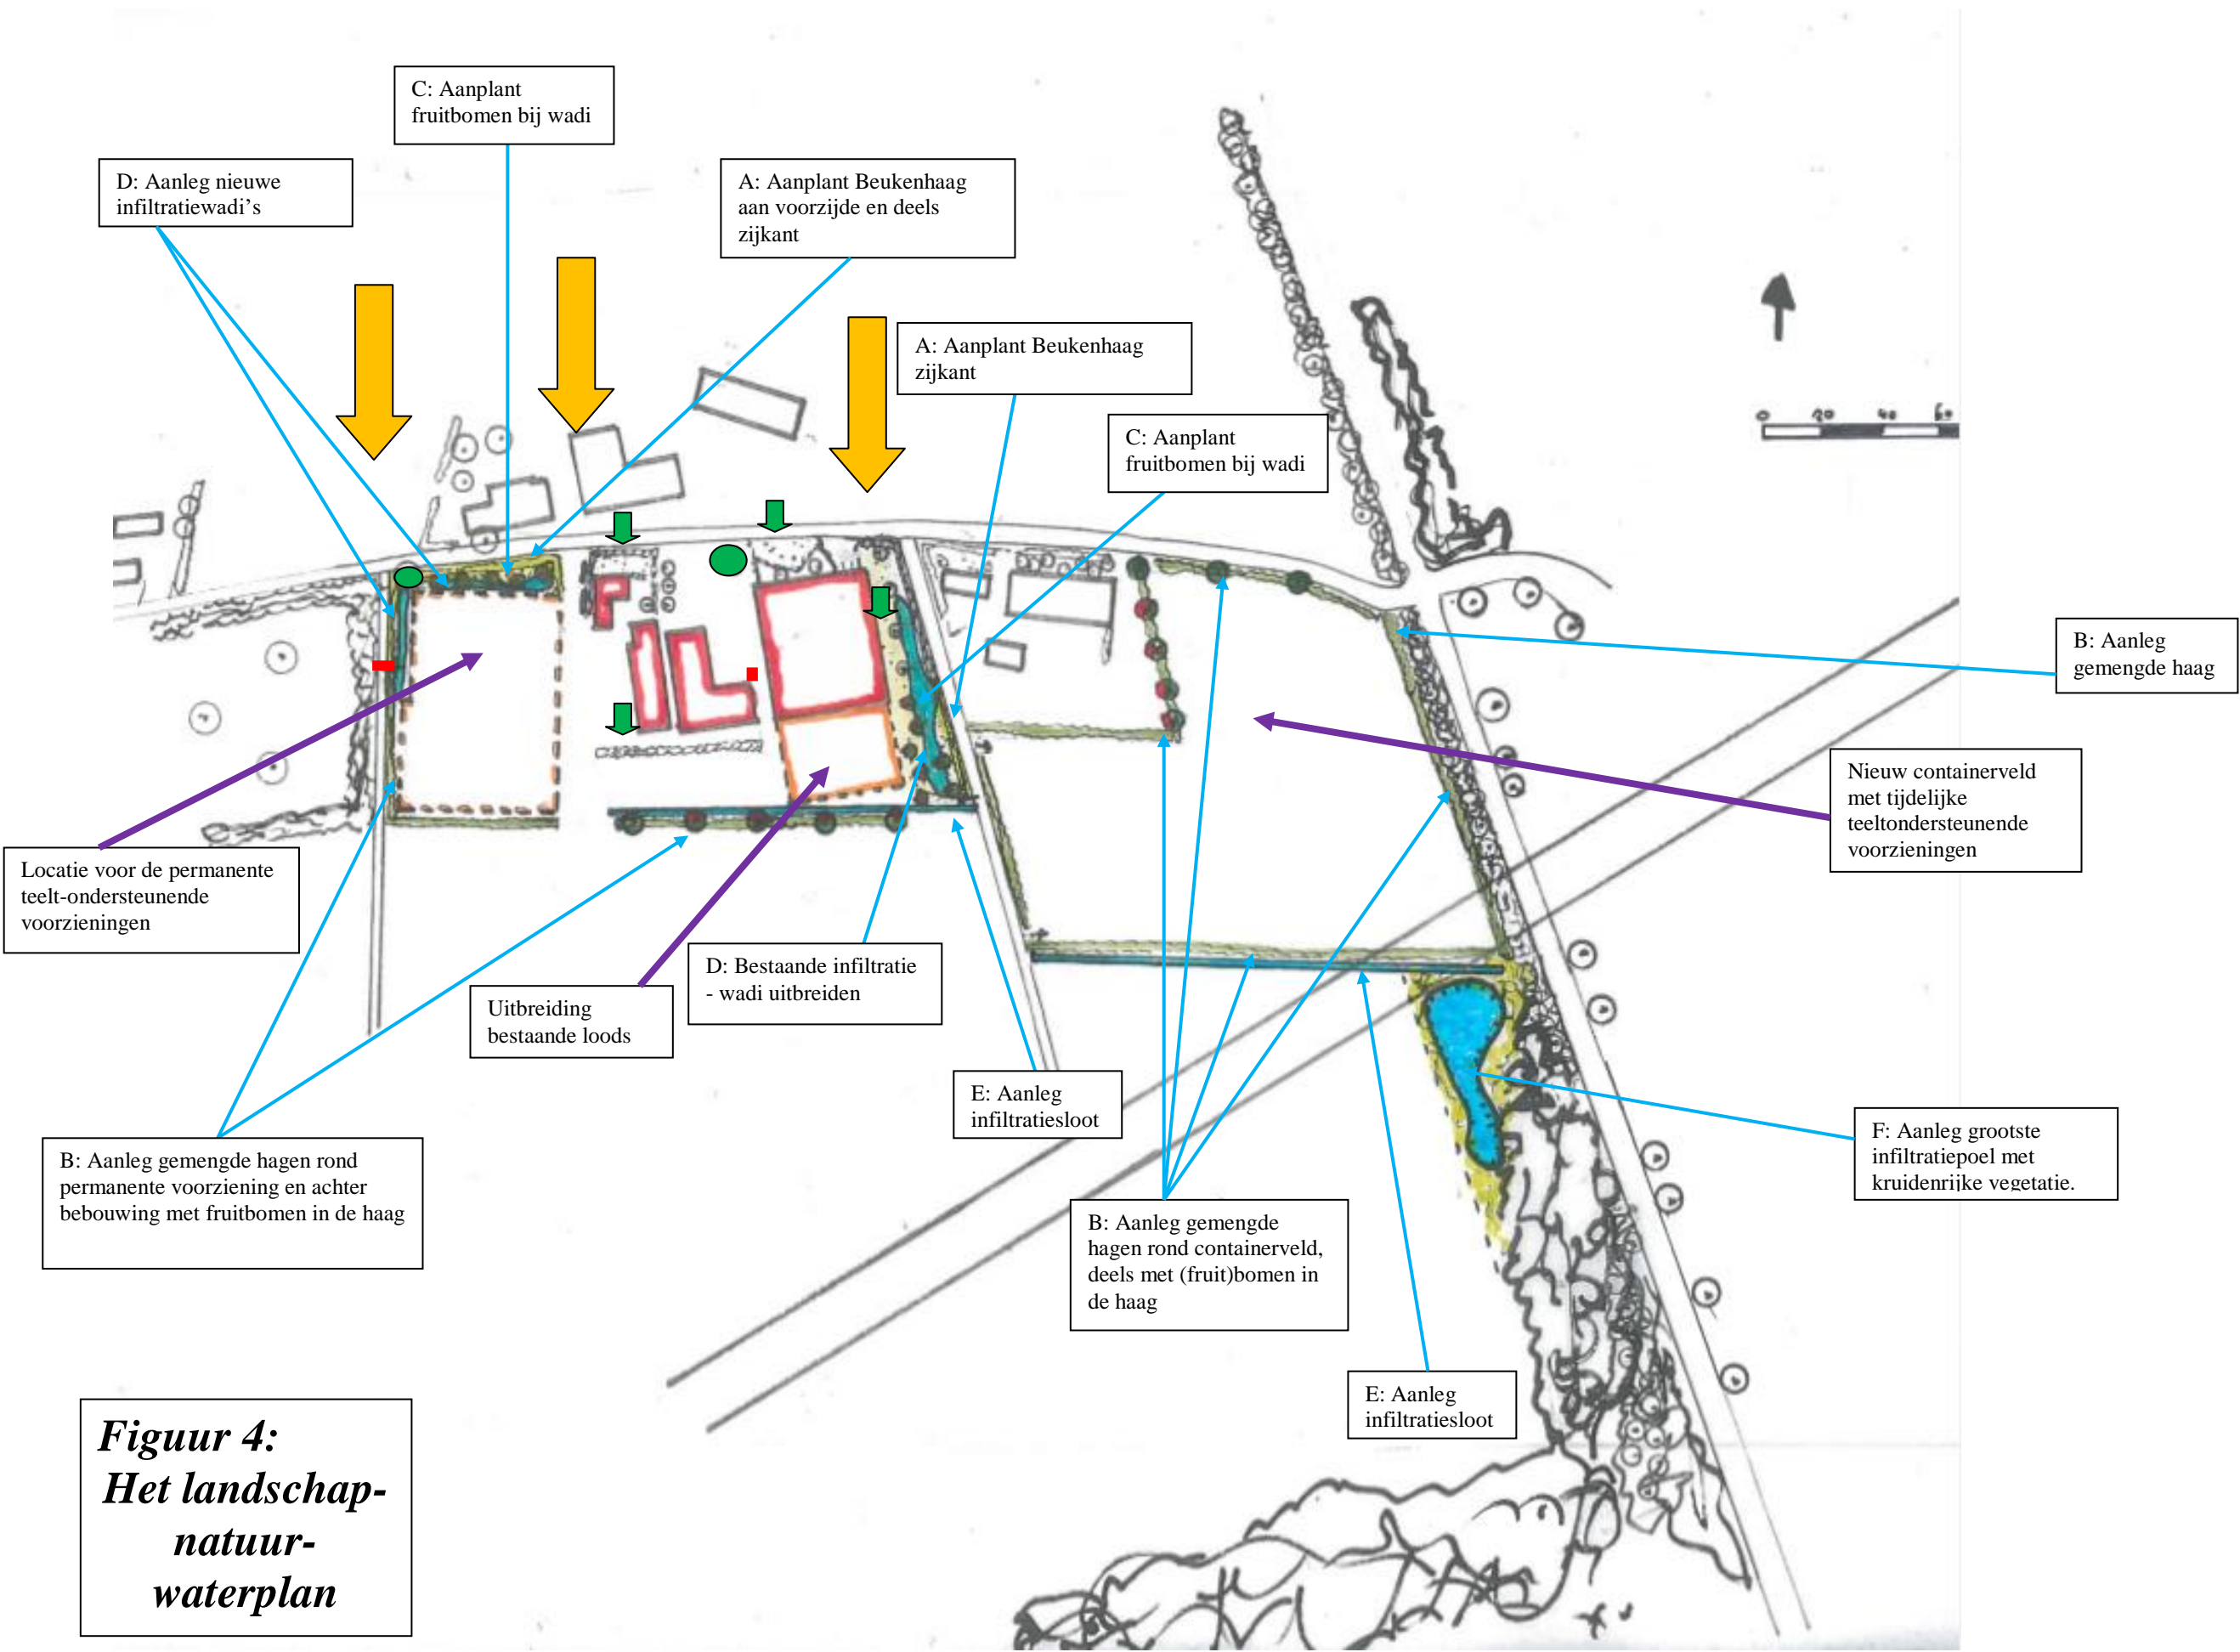 C: Aanplant
fruitbomen bij wadi
D: Aanleg nieuwe
infiltratiewadi's
A: Aanplant Beukenhaag
aan voorzijde en deels
zijkant
A: Aanplant Beukenhaag
zijkant
C: Aanplant
fruitbomen bij wadi
0 20 40 60
B: Aanleg
gemengde haag
Nieuw containerveld
met tijdelijke
teeltondersteunende
voorzieningen
Locatie voor de permanente
teelt-ondersteunende
voorzieningen
D: Bestaande infiltratie
- wadi uitbreiden
Uitbreiding
bestaande loods
E: Aanleg
infiltratiesloot
F: Aanleg grootste
infiltratiepoel met
kruidenrijke vegetatie.
B: Aanleg gemengde hagen rond
permanente voorziening en achter
bebouwing met fruitbomen in de haag
B: Aanleg gemengde
hagen rond containerveld,
deels met (fruit)bomen in
de haag
E: Aanleg
infiltratiesloot
Figuur 4:
Het landschap-
natuur-
waterplan